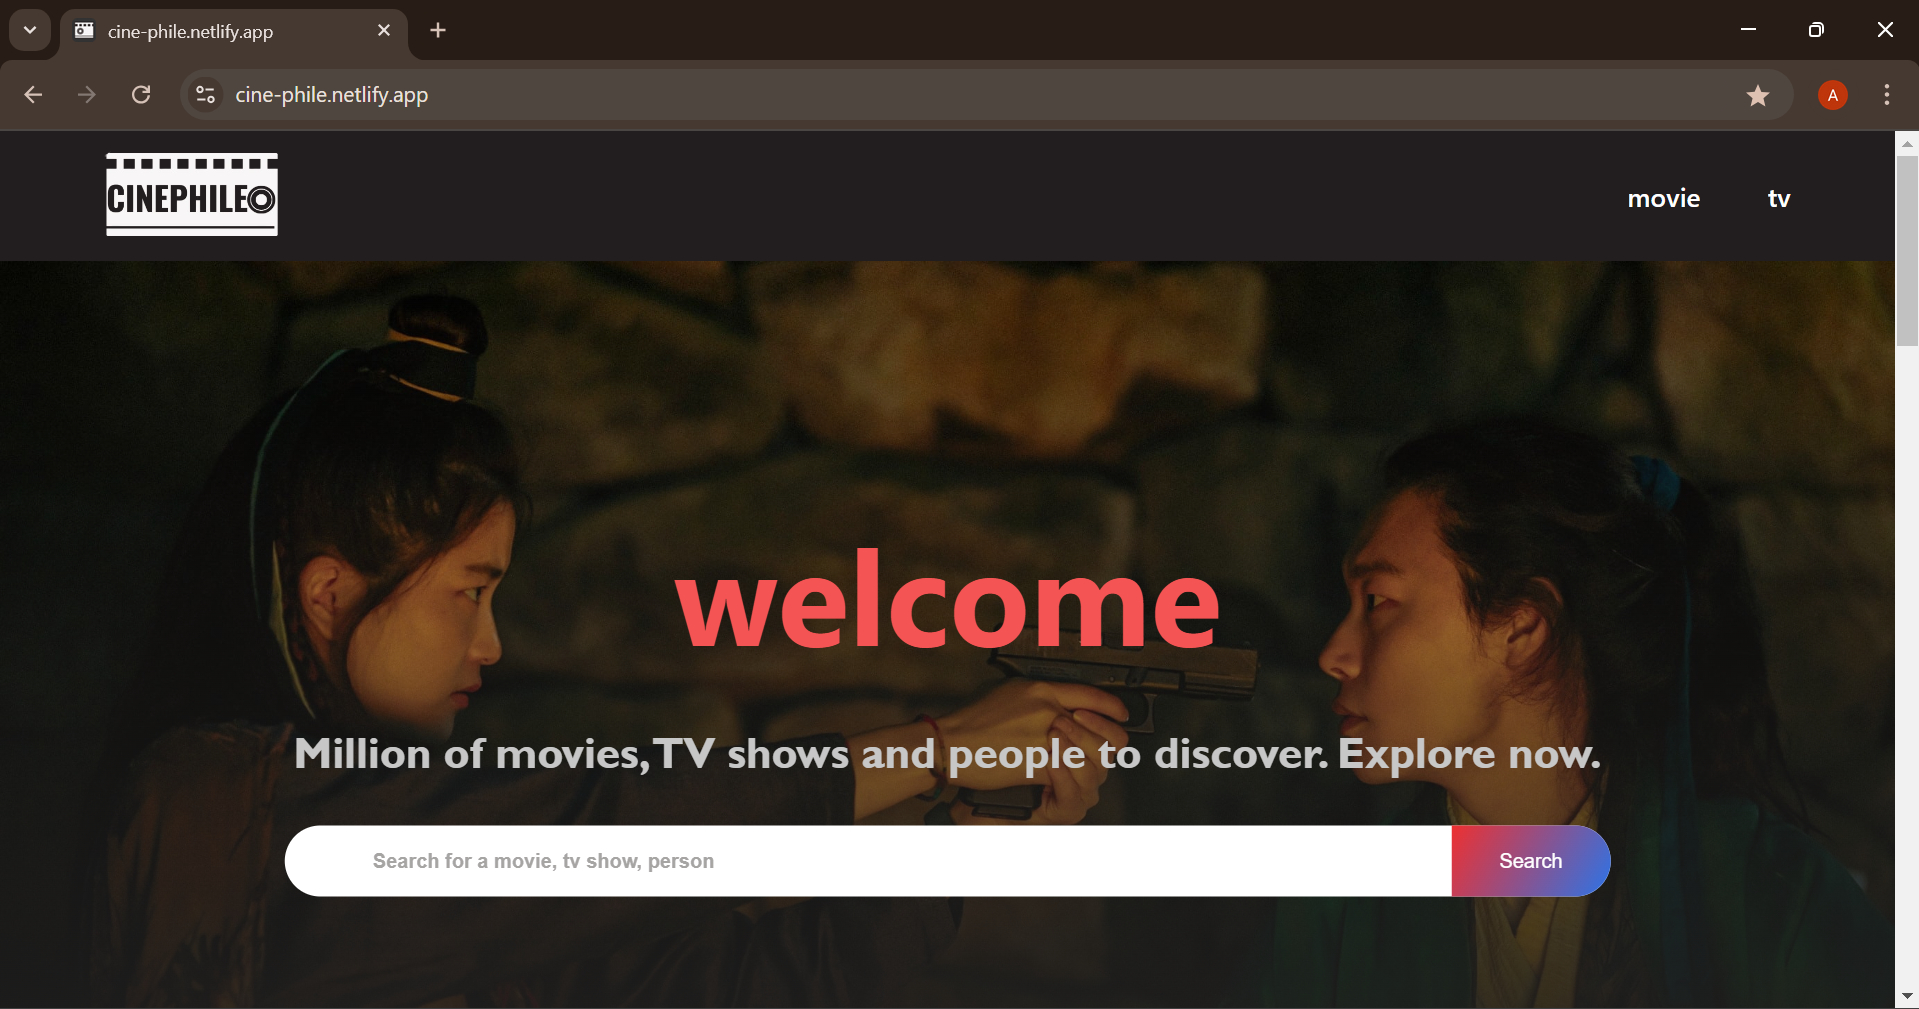 cine-phile.netlify.app
cine-phile.netlify.app
A
CINEPHILE
movie
tv
welcome
Million of movies,TV shows and people to discover. Explore now.
Search for a movie, tv show, person
Search